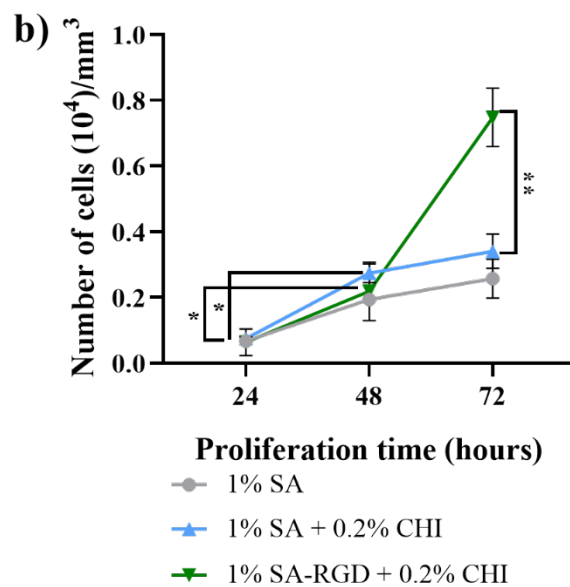 b)
1.0
0.8
0.6
0.4
0.2
0.0
Number of cells (10⁴)/mm³
*
*
**
24 48 72
Proliferation time (hours)
1% SA
1% SA + 0.2% CHI
1% SA-RGD + 0.2% CHI